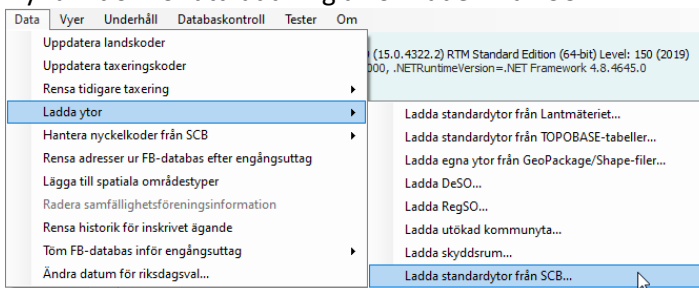 Data Vyer Underhåll Databaskontroll Tester Om
Uppdatera landskoder
(15.0.4322.2) RTM Standard Edition (64-bit) Level: 150 (2019)
Uppdatera taxeringskoder
000, .NETRuntimeVersion=.NET Framework 4.8.4645.0
Rensa tidigare taxering
Ladda ytor
Hantera nyckelkoder från SCB
Rensa adresser ur FB-databas efter engångsuttag
Lägga till spatiala områdestyper
Radera samfällighetsföreningsinformation
Rensa historik för inskrivet ägande
Töm FB-databas inför engångsuttag
Ändra datum för riksdagsval...
Ladda standardytor från Lantmäteriet...
Ladda standardytor från TOPOBASE-tabeller...
Ladda egna ytor från GeoPackage/Shape-filer...
Ladda DeSO...
Ladda RegSO...
Ladda utökad kommunyta...
Ladda skyddsrum...
Ladda standardytor från SCB...